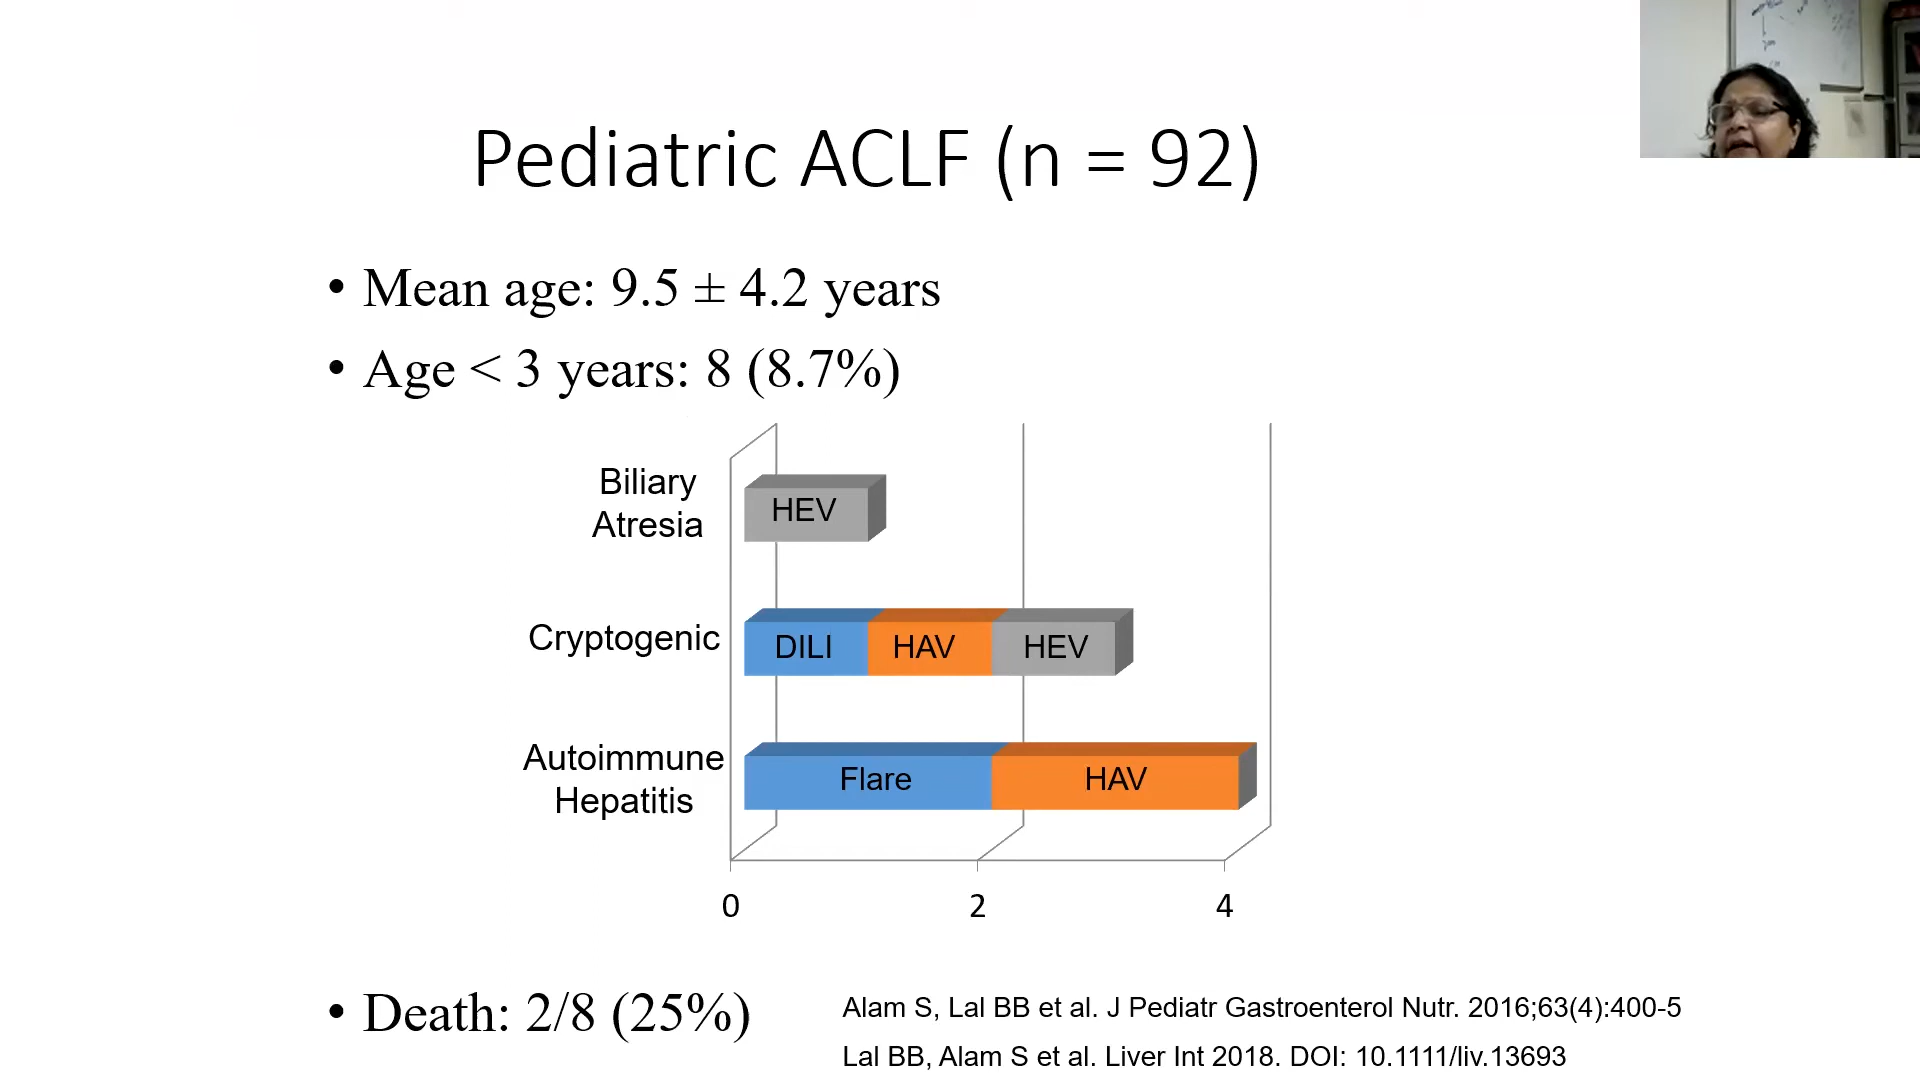 Pediatric ACLF (n = 92)
• Mean age: 9.5 ± 4.2 years
• Age < 3 years: 8 (8.7%)
Biliary
Atresia
HEV
Cryptogenic
DILI
HAV
HEV
Autoimmune
Hepatitis
Flare
HAV
0
2
4
• Death: 2/8 (25%)
Alam S, Lal BB et al. J Pediatr Gastroenterol Nutr. 2016;63(4):400-5
Lal BB, Alam S et al. Liver Int 2018. DOI: 10.1111/liv.13693